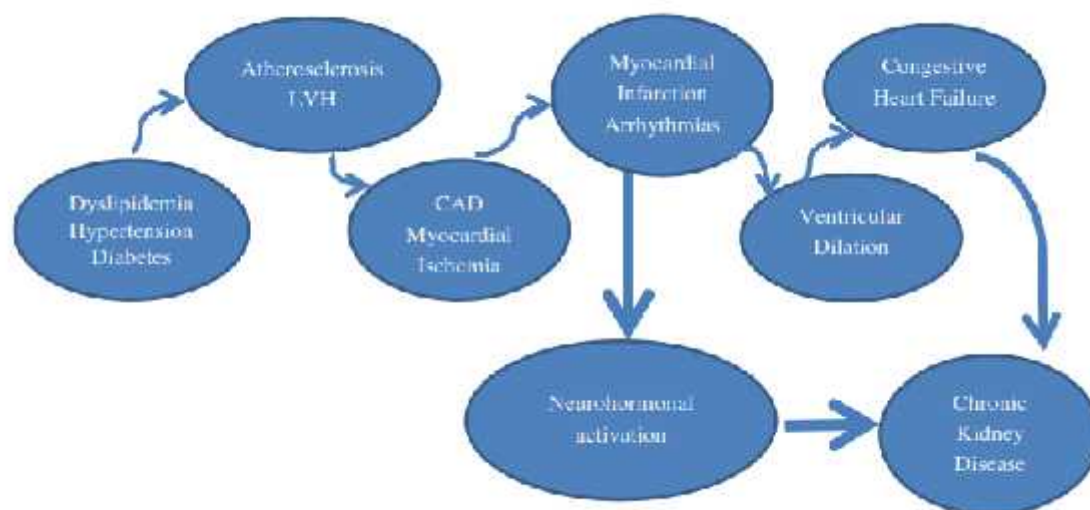 Atherosclerosis
LVH
Myocardial
Infarction
Arrhythmias
Congestive
Heart Failure
Dyslipidemia
Hypertension
Diabetes
CAD
Myocardial
Ischemia
Ventricular
Dilation
Neurohormonal
activation
Chronic
Kidney
Disease